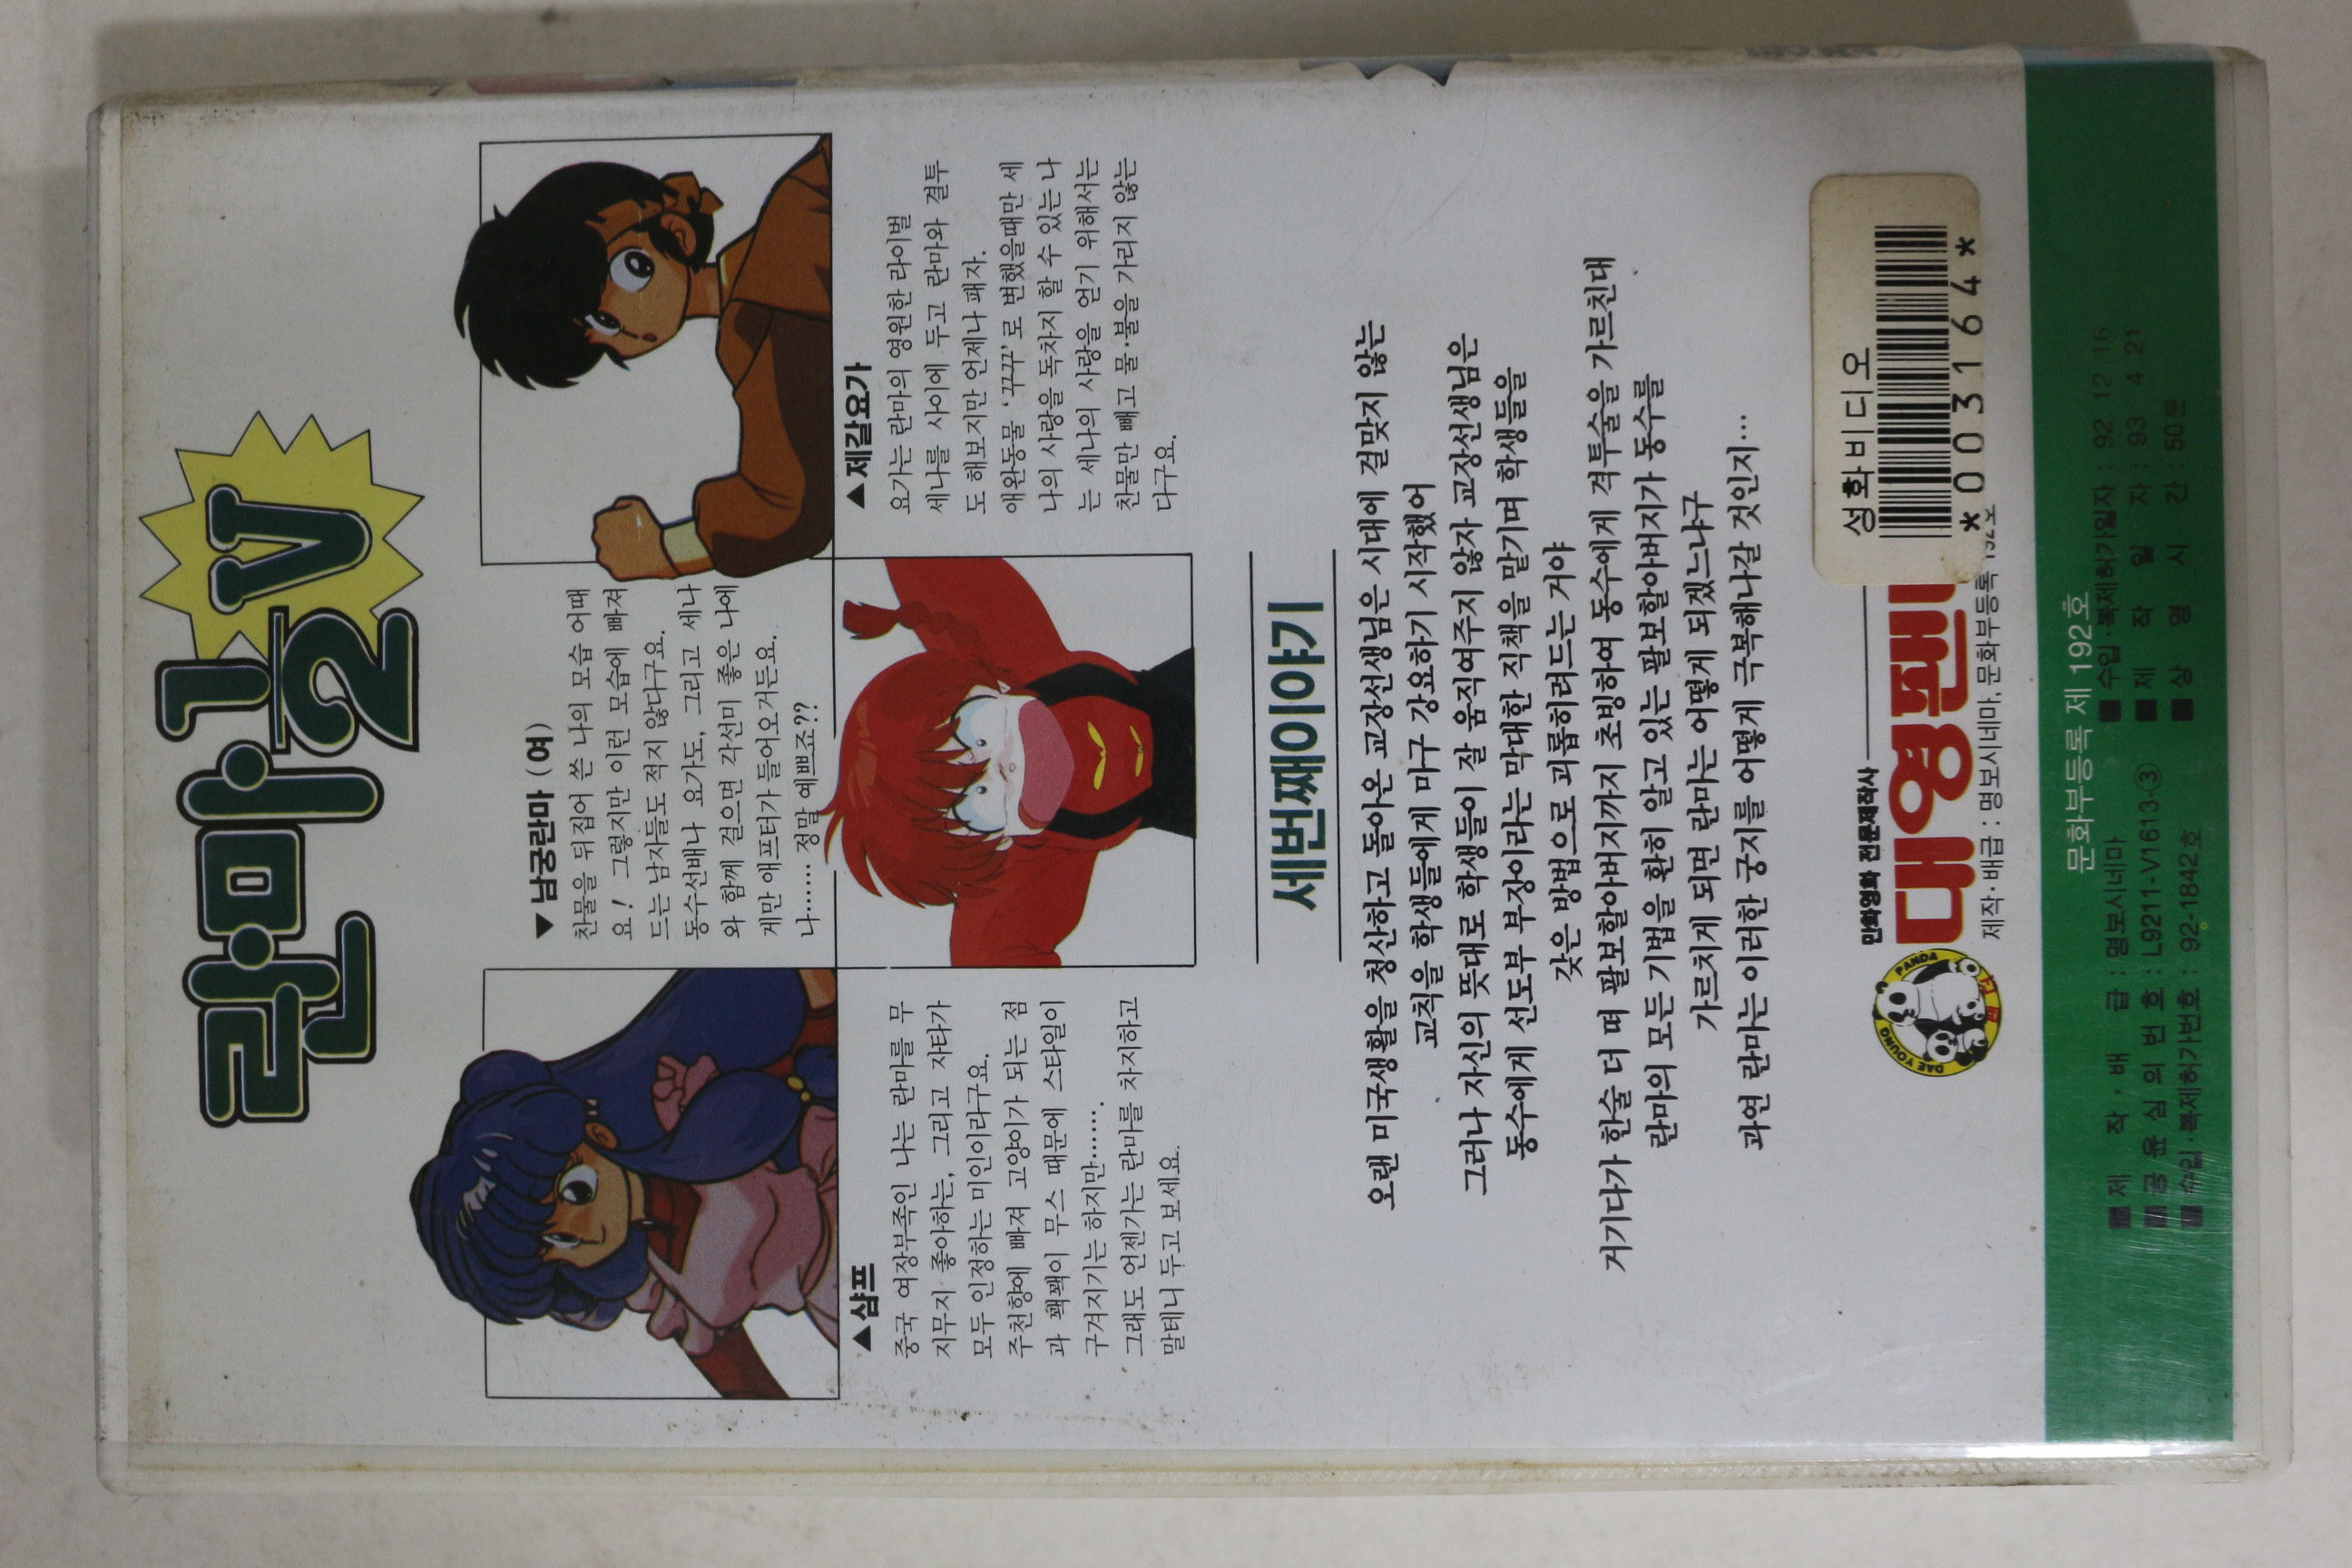 란마 1/2 V
▲샴프
중국 여장부족인 나는 란마를 무
지무지 좋아하는, 그리고 자타가
모두 인정하는 미인이라구요.
주천향에 빠져 고양이가 되는 점
과 꽥꽥이 무스 때문에 스타일이
구겨지기는 하지만…….
그래도 언젠가는 란마를 차지하고
말테니 두고 보세요.
▼남궁란마 (여)
찬물을 뒤집어 쓴 나의 모습 어때
요! 그렇지만 이런 모습에 빠져
드는 남자들도 적지 않다구요.
동수선배나 요가도, 그리고 세나
와 함께 걸으면 각선미 좋은 나에
게만 애프터가 들어오거든요.
나…… 정말 예쁘죠??
▲제갈요가
요가는 란마의 영원한 라이벌
세나를 사이에 두고 란마와 결투
도 해보지만 언제나 패자.
애완동물 ‘꾸꾸’로 변했을때만 세
나의 사랑을 독차지 할 수 있는 나
는 세나의 사랑을 얻기 위해서는
찬물만 빼고 물·불을 가리지 않는
다구요.
세번째이야기
오랜 미국생활을 청산하고 돌아온 교장선생님은 시대에 걸맞지 않는
교칙을 학생들에게 마구 강요하기 시작했어
그러나 자신의 뜻대로 학생들이 잘 움직여주지 않자 교장선생님은
동수에게 선도부 부장이라는 막대한 직책을 맡기며 학생들을
갖은 방법으로 괴롭히려드는 거야
거기다가 한술 더 떠 팔보할아버지까지 초빙하여 동수에게 격투술을 가르친대
란마의 모든 기법을 환히 알고 있는 팔보할아버지가 동수를
가르치게 되면 란마는 어떻게 되겠느냐구
과연 란마는 이러한 궁지를 어떻게 극복해나갈 것인지…
DAE YOUNG PANDA
만화영화 전문제작사
대영팬
제작·배급 : 명보시네마, 문화부등록
성화비디오
*003164*
문화부등록 제 192호
■제 작 · 배 급 : 명보시네마
■공 윤 심 의 번 호 : L9211-V1613-③
■수입·복제허가번호 : 92-1842호
■수입·복제허가일자 : 92 12 16
■제 작 일 자 : 93 4 21
■상 영 시 간 : 50분